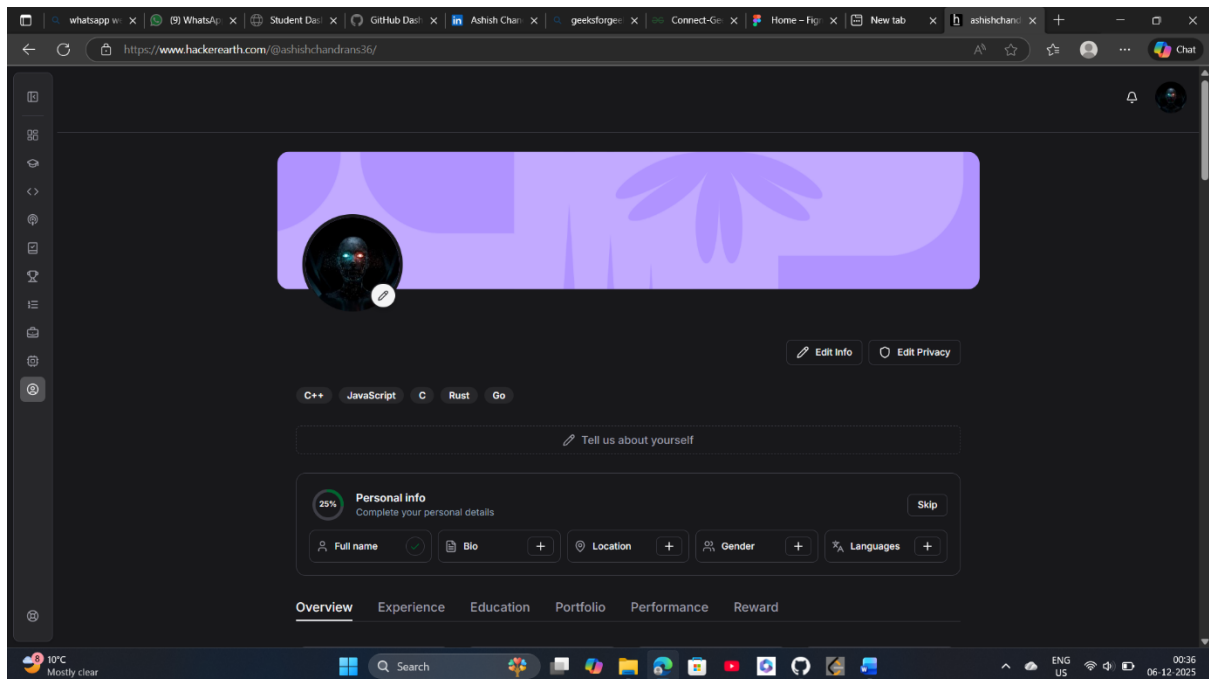 whatsapp we
(9) WhatsAp
Student Das
GitHub Dash
Ashish Chan
geeksforgee
Connect-Ge
Home – Fig
New tab
ashishchand
https://www.hackerearth.com/@ashishchandrans36/
Chat
Edit Info
Edit Privacy
C++ JavaScript C Rust Go
Tell us about yourself
25%
Personal info
Complete your personal details
Skip
Full name Bio Location Gender Languages
Overview Experience Education Portfolio Performance Reward
8
10°C
Mostly clear
Search
ENG
US
00:36
06-12-2025